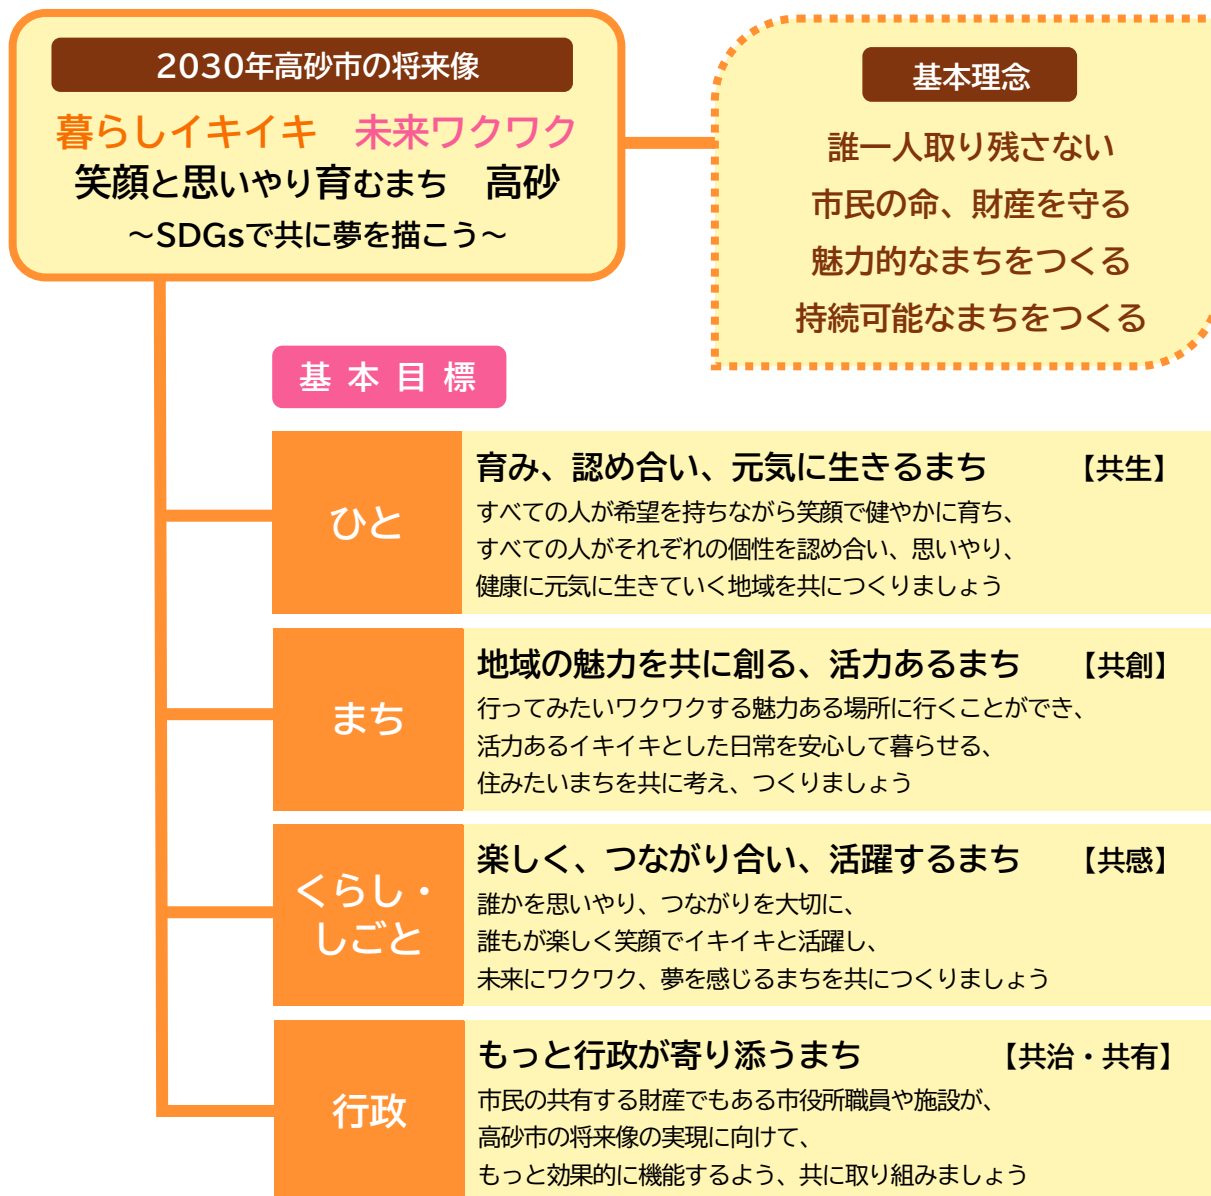 2030年高砂市の将来像
暮らしイキイキ　未来ワクワク
笑顔と思いやり育むまち　高砂
～SDGsで共に夢を描こう～
基本理念
誰一人取り残さない
市民の命、財産を守る
魅力的なまちをつくる
持続可能なまちをつくる
基本目標
ひと
育み、認め合い、元気に生きるまち　【共生】
すべての人が希望を持ちながら笑顔で健やかに育ち、
すべての人がそれぞれの個性を認め合い、思いやり、
健康に元気に生きていく地域を共につくりましょう
まち
地域の魅力を共に創る、活力あるまち　【共創】
行ってみたいワクワクする魅力ある場所に行くことができ、
活力あるイキイキとした日常を安心して暮らせる、
住みたいまちを共に考え、つくりましょう
くらし・
しごと
楽しく、つながり合い、活躍するまち　【共感】
誰かを思いやり、つながりを大切に、
誰もが楽しく笑顔でイキイキと活躍し、
未来にワクワク、夢を感じるまちを共につくりましょう
行政
もっと行政が寄り添うまち　【共治・共有】
市民の共有する財産でもある市役所職員や施設が、
高砂市の将来像の実現に向けて、
もっと効果的に機能するよう、共に取り組みましょう